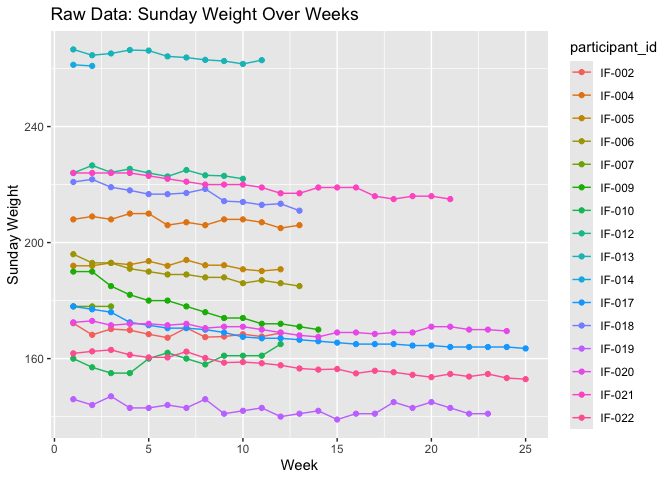 Raw Data: Sunday Weight Over Weeks
Sunday Weight
240
200
160
0
5
10
15
20
25
Week
participant_id
IF-002
IF-004
IF-005
IF-006
IF-007
IF-009
IF-010
IF-012
IF-013
IF-014
IF-017
IF-018
IF-019
IF-020
IF-021
IF-022